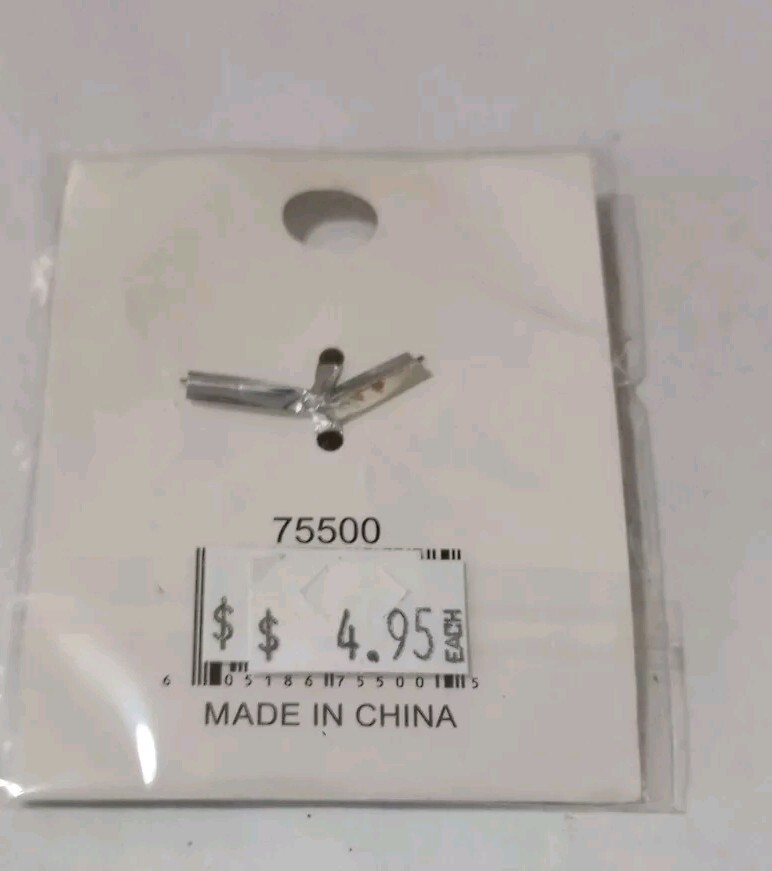 75500
$ $ 4.95 EACH
6 05186 75500 5
MADE IN CHINA